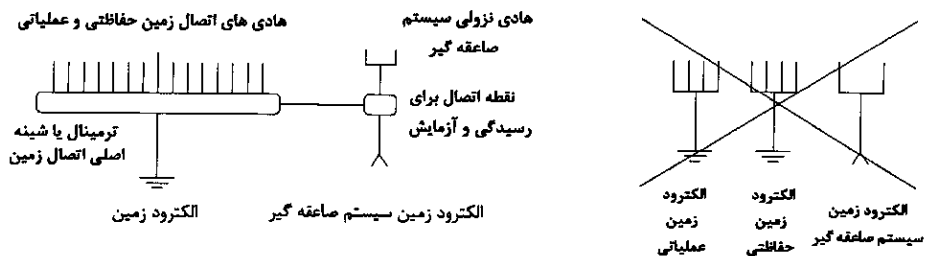 هادی های اتصال زمین حفاظتی و عملیاتی
هادی نزولی سیستم
صاعقه گیر
نقطه اتصال برای
رسیدگی و آزمایش
ترمینال یا شینه
اصلی اتصال زمین
الکترود زمین
الکترود زمین سیستم صاعقه گیر
الکترود
زمین
عملیاتی
الکترود
زمین
حفاظتی
الکترود زمین
سیستم صاعقه گیر